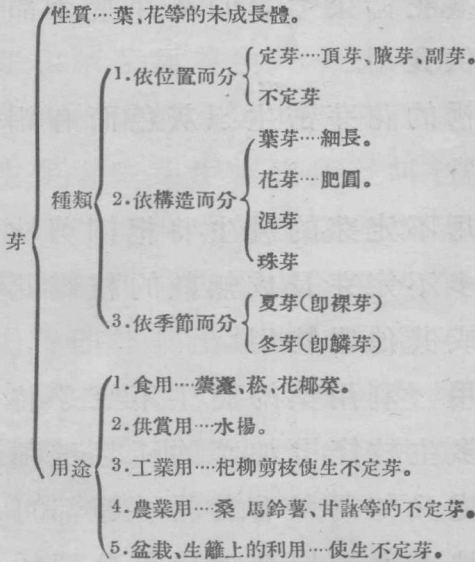 性質…葉、花等的未成長體。
1.依位置而分
定芽…頂芽、腋芽、副芽。
不定芽
種類
2.依構造而分
葉芽…細長。
花芽…肥圓。
混芽
珠芽
芽
3.依季節而分
夏芽(卽裸芽)
冬芽(卽鱗芽)
用途
1.食用…蘘、菘、花椰菜。
2.供賞用…水楊。
3.工業用…杞柳剪枝使生不定芽。
4.農業用…桑 馬鈴薯、甘藷等的不定芽。
5.盆栽、生籬上的利用…使生不定芽。